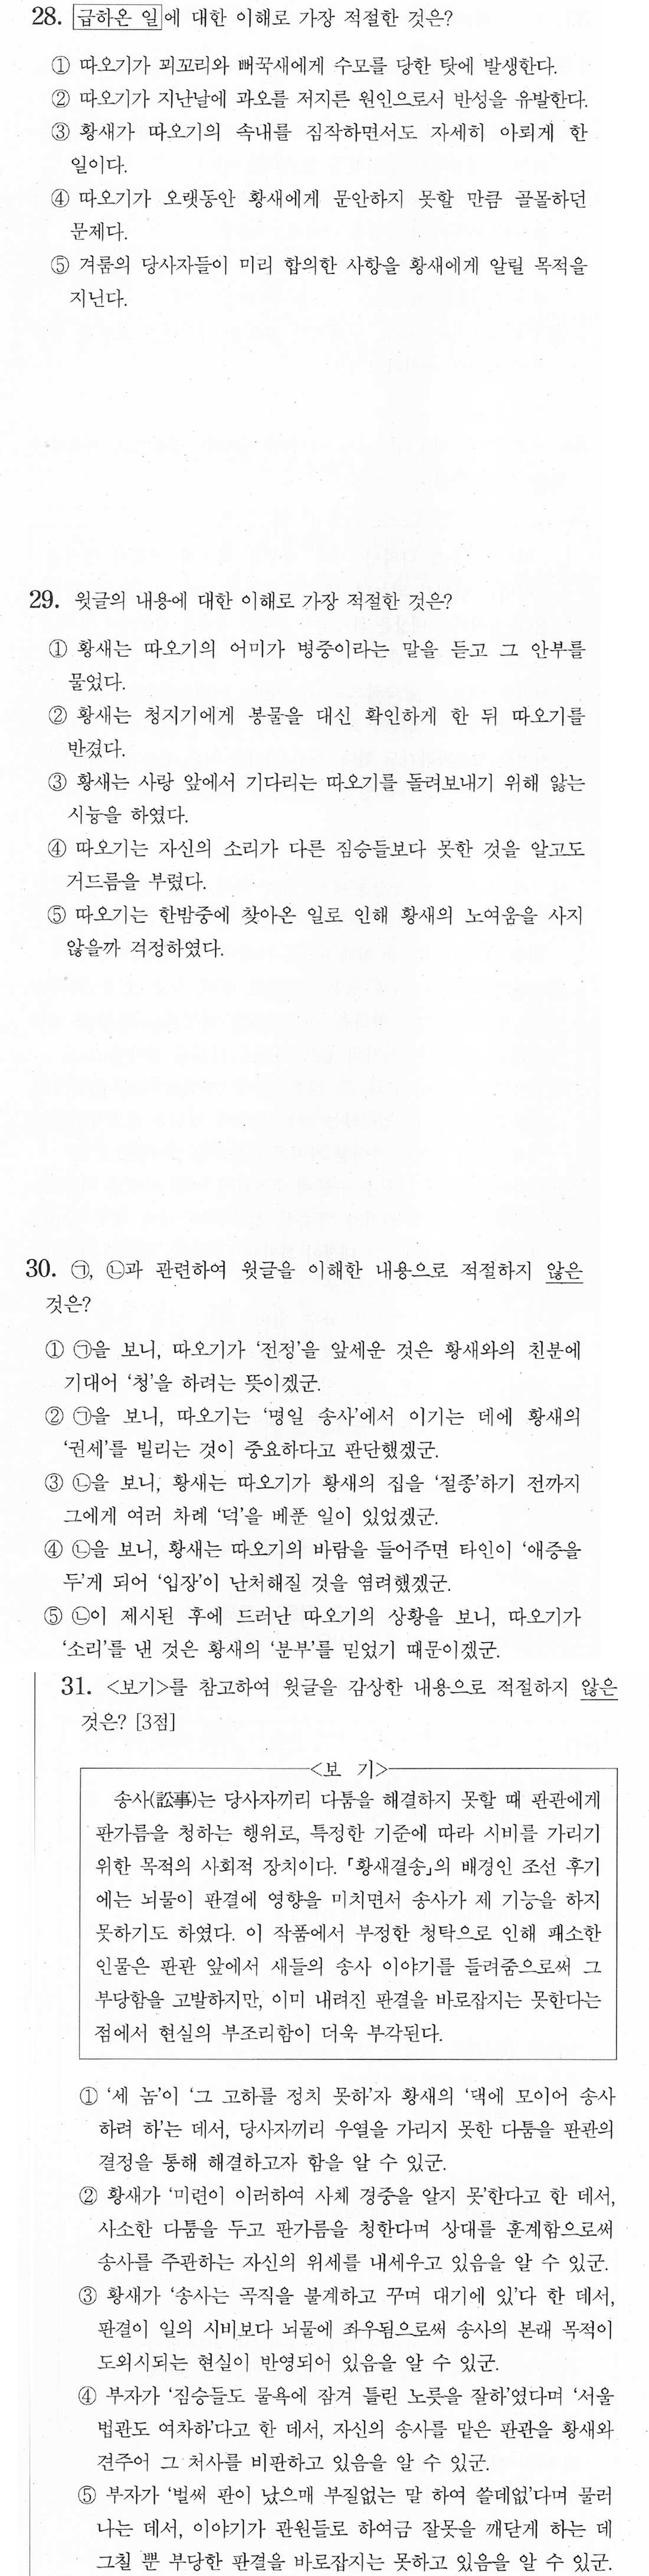 28. 급하온 일에 대한 이해로 가장 적절한 것은?
① 따오기가 꾀꼬리와 뻐꾹새에게 수모를 당한 탓에 발생한다.
② 따오기가 지난날에 과오를 저지른 원인으로서 반성을 유발한다.
③ 황새가 따오기의 속내를 짐작하면서도 자세히 아뢰게 한
일이다.
④ 따오기가 오랫동안 황새에게 문안하지 못할 만큼 골몰하던
문제다.
⑤ 겨룸의 당사자들이 미리 합의한 사항을 황새에게 알릴 목적을
지닌다.
29. 윗글의 내용에 대한 이해로 가장 적절한 것은?
① 황새는 따오기의 어미가 병중이라는 말을 듣고 그 안부를
물었다.
② 황새는 청지기에게 봉물을 대신 확인하게 한 뒤 따오기를
반겼다.
③ 황새는 사랑 앞에서 기다리는 따오기를 돌려보내기 위해 앓는
시늉을 하였다.
④ 따오기는 자신의 소리가 다른 짐승들보다 못한 것을 알고도
거드름을 부렸다.
⑤ 따오기는 한밤중에 찾아온 일로 인해 황새의 노여움을 사지
않을까 걱정하였다.
30. ㉠, ㉡과 관련하여 윗글을 이해한 내용으로 적절하지 않은
것은?
① ㉠을 보니, 따오기가 ‘전정’을 앞세운 것은 황새와의 친분에
기대어 ‘청’을 하려는 뜻이겠군.
② ㉠을 보니, 따오기는 ‘명일 송사’에서 이기는 데에 황새의
‘권세’를 빌리는 것이 중요하다고 판단했겠군.
③ ㉡을 보니, 황새는 따오기가 황새의 집을 ‘절종’하기 전까지
그에게 여러 차례 ‘덕’을 베푼 일이 있었겠군.
④ ㉡을 보니, 황새는 따오기의 바람을 들어주면 타인이 ‘애증을
두’게 되어 ‘입장’이 난처해질 것을 염려했겠군.
⑤ ㉡이 제시된 후에 드러난 따오기의 상황을 보니, 따오기가
‘소리’를 낸 것은 황새의 ‘분부’를 믿었기 때문이겠군.
31. <보기>를 참고하여 윗글을 감상한 내용으로 적절하지 않은
것은? [3점]
<보 기>
송사(訟事)는 당사자끼리 다툼을 해결하지 못할 때 판관에게
판가름을 청하는 행위로, 특정한 기준에 따라 시비를 가리기
위한 목적의 사회적 장치이다. 「황새결송」의 배경인 조선 후기
에는 뇌물이 판결에 영향을 미치면서 송사가 제 기능을 하지
못하기도 하였다. 이 작품에서 부정한 청탁으로 인해 패소한
인물은 판관 앞에서 새들의 송사 이야기를 들려줌으로써 그
부당함을 고발하지만, 이미 내려진 판결을 바로잡지는 못한다는
점에서 현실의 부조리함이 더욱 부각된다.
① ‘세 놈’이 ‘그 고하를 정치 못하’자 황새의 ‘댁에 모이어 송사
하려 하’는 데서, 당사자끼리 우열을 가리지 못한 다툼을 판관의
결정을 통해 해결하고자 함을 알 수 있군.
② 황새가 ‘미련이 이러하여 사체 경중을 알지 못’한다고 한 데서,
사소한 다툼을 두고 판가름을 청한다며 상대를 훈계함으로써
송사를 주관하는 자신의 위세를 내세우고 있음을 알 수 있군.
③ 황새가 ‘송사는 곡직을 불계하고 꾸며 대기에 있’다 한 데서,
판결이 일의 시비보다 뇌물에 좌우됨으로써 송사의 본래 목적이
도외시되는 현실이 반영되어 있음을 알 수 있군.
④ 부자가 ‘짐승들도 물욕에 잠겨 틀린 노릇을 잘하’였다며 ‘서울
법관도 여차하’다고 한 데서, 자신의 송사를 맡은 판관을 황새와
견주어 그 처사를 비판하고 있음을 알 수 있군.
⑤ 부자가 ‘벌써 판이 났으매 부질없는 말 하여 쓸데없’다며 물러
나는 데서, 이야기가 관원들로 하여금 잘못을 깨닫게 하는 데
그칠 뿐 부당한 판결을 바로잡지는 못하고 있음을 알 수 있군.